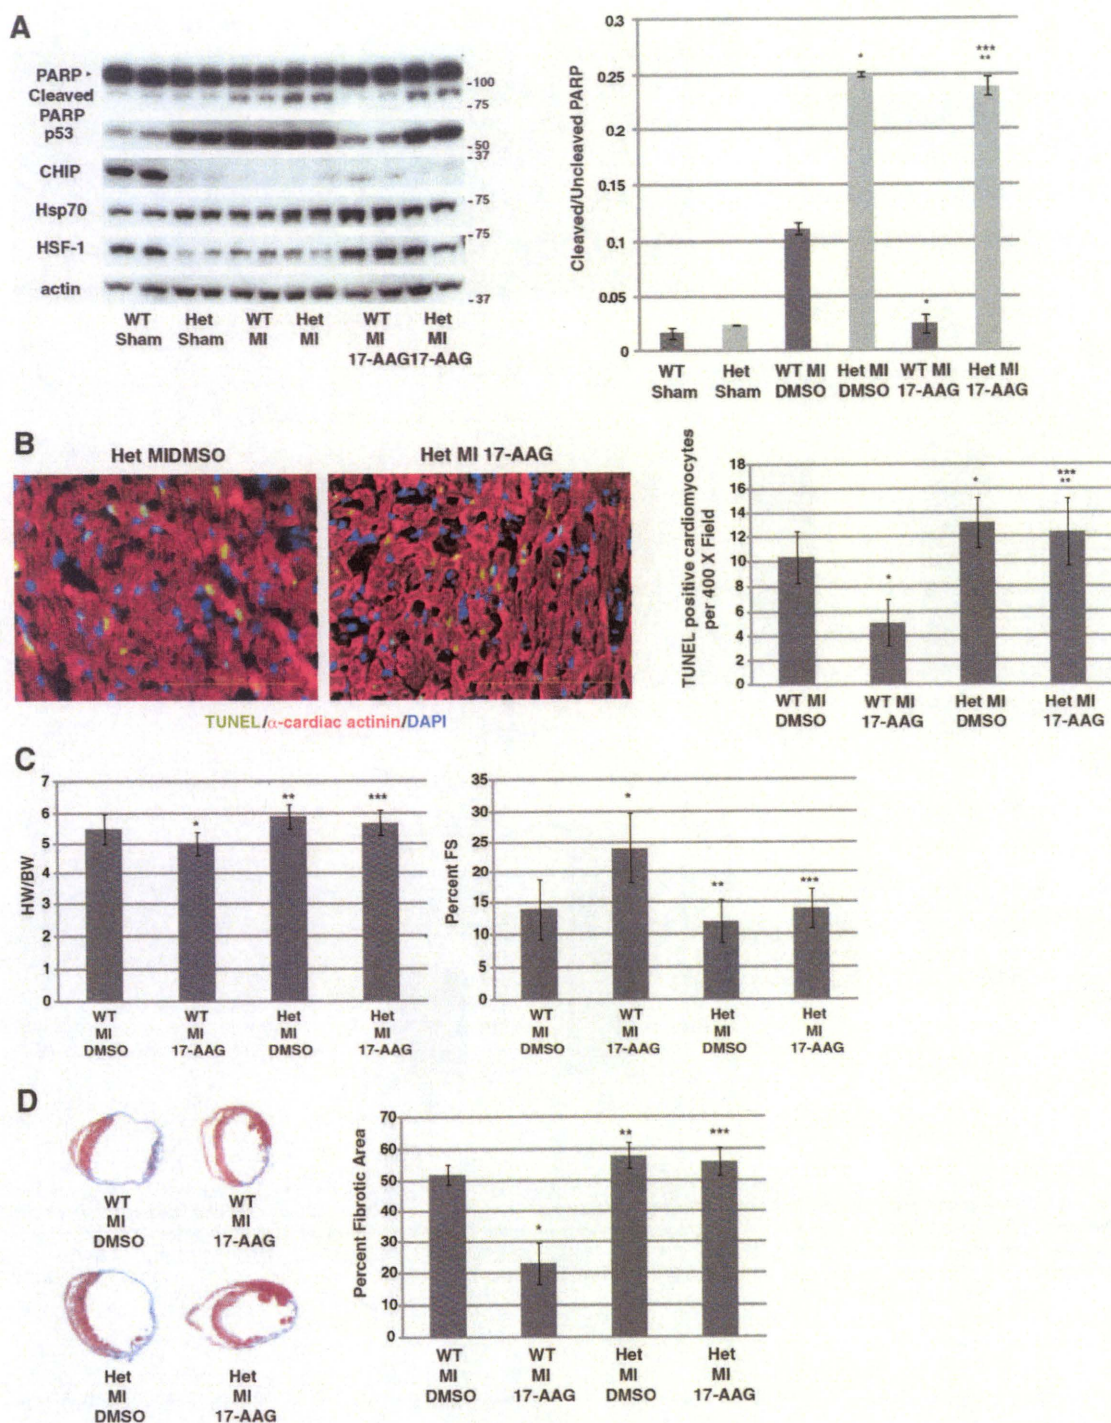 A
PARP
Cleaved
PARP
p53
CHIP
Hsp70
HSF-1
actin
-100
-75
-50
-37
-75
-75
-37
WT Sham
Het Sham
WT MI
Het MI
WT MI 17-AAG
Het MI 17-AAG
Cleaved/Uncleaved PARP
0.3
0.25
0.2
0.15
0.1
0.05
0
*
*
***
**
WT Sham
Het Sham
WT MI DMSO
Het MI DMSO
WT MI 17-AAG
Het MI 17-AAG
B
Het MIDMSO
Het MI 17-AAG
TUNEL/α-cardiac actinin/DAPI
TUNEL positive cardiomyocytes
per 400 X Field
18
16
14
12
10
8
6
4
2
0
*
*
***
**
WT MI DMSO
WT MI 17-AAG
Het MI DMSO
Het MI 17-AAG
C
HW/BW
7
6
5
4
3
2
1
0
*
**
***
WT MI DMSO
WT MI 17-AAG
Het MI DMSO
Het MI 17-AAG
Percent FS
35
30
25
20
15
10
5
0
*
**
***
WT MI DMSO
WT MI 17-AAG
Het MI DMSO
Het MI 17-AAG
D
WT MI DMSO
WT MI 17-AAG
Het MI DMSO
Het MI 17-AAG
Percent Fibrotic Area
70
60
50
40
30
20
10
0
*
**
***
WT MI DMSO
WT MI 17-AAG
Het MI DMSO
Het MI 17-AAG